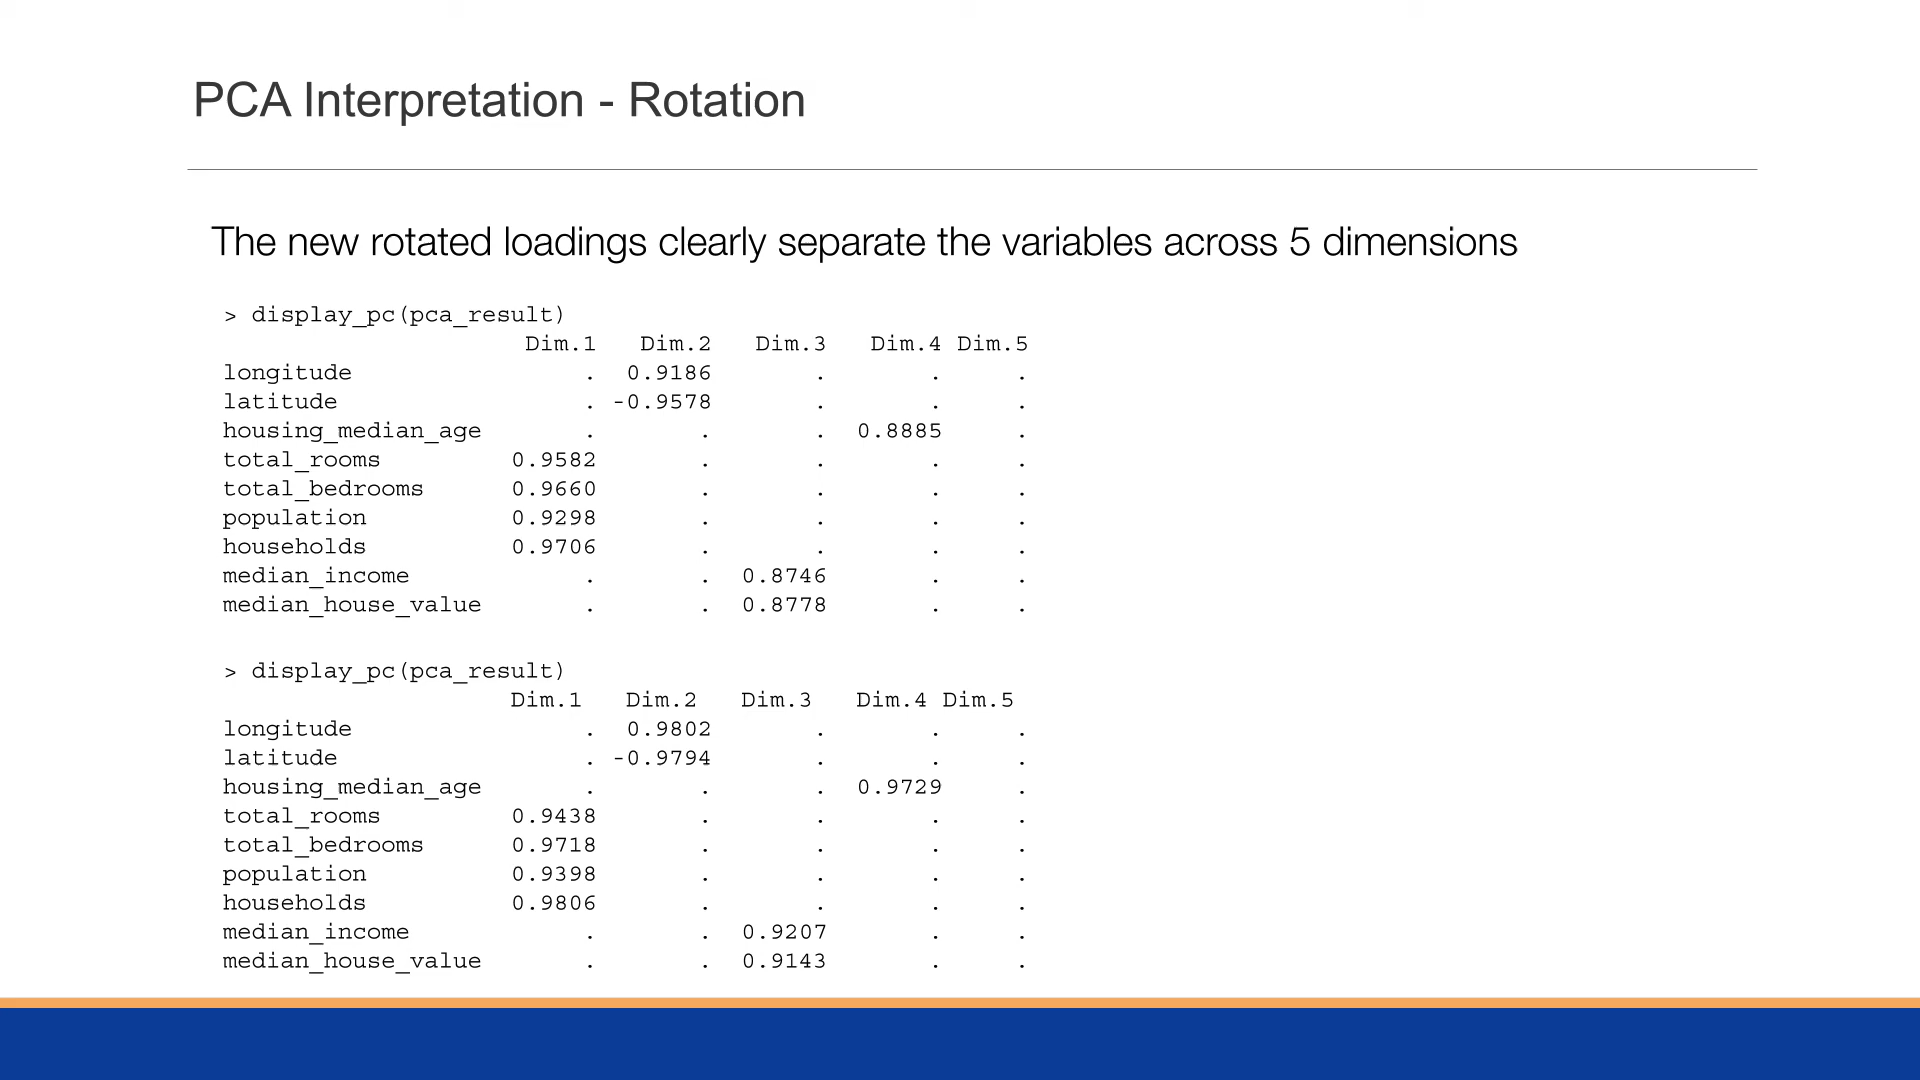 PCA Interpretation - Rotation
The new rotated loadings clearly separate the variables across 5 dimensions
> display_pc(pca_result)
Dim.1 Dim.2 Dim.3 Dim.4 Dim.5
longitude . 0.9186 . . .
latitude . -0.9578 . . .
housing_median_age . . . 0.8885 .
total_rooms 0.9582 . . . .
total_bedrooms 0.9660 . . . .
population 0.9298 . . . .
households 0.9706 . . . .
median_income . . 0.8746 . .
median_house_value . . 0.8778 . .
> display_pc(pca_result)
Dim.1 Dim.2 Dim.3 Dim.4 Dim.5
longitude . 0.9802 . . .
latitude . -0.9794 . . .
housing_median_age . . . 0.9729 .
total_rooms 0.9438 . . . .
total_bedrooms 0.9718 . . . .
population 0.9398 . . . .
households 0.9806 . . . .
median_income . . 0.9207 . .
median_house_value . . 0.9143 . .